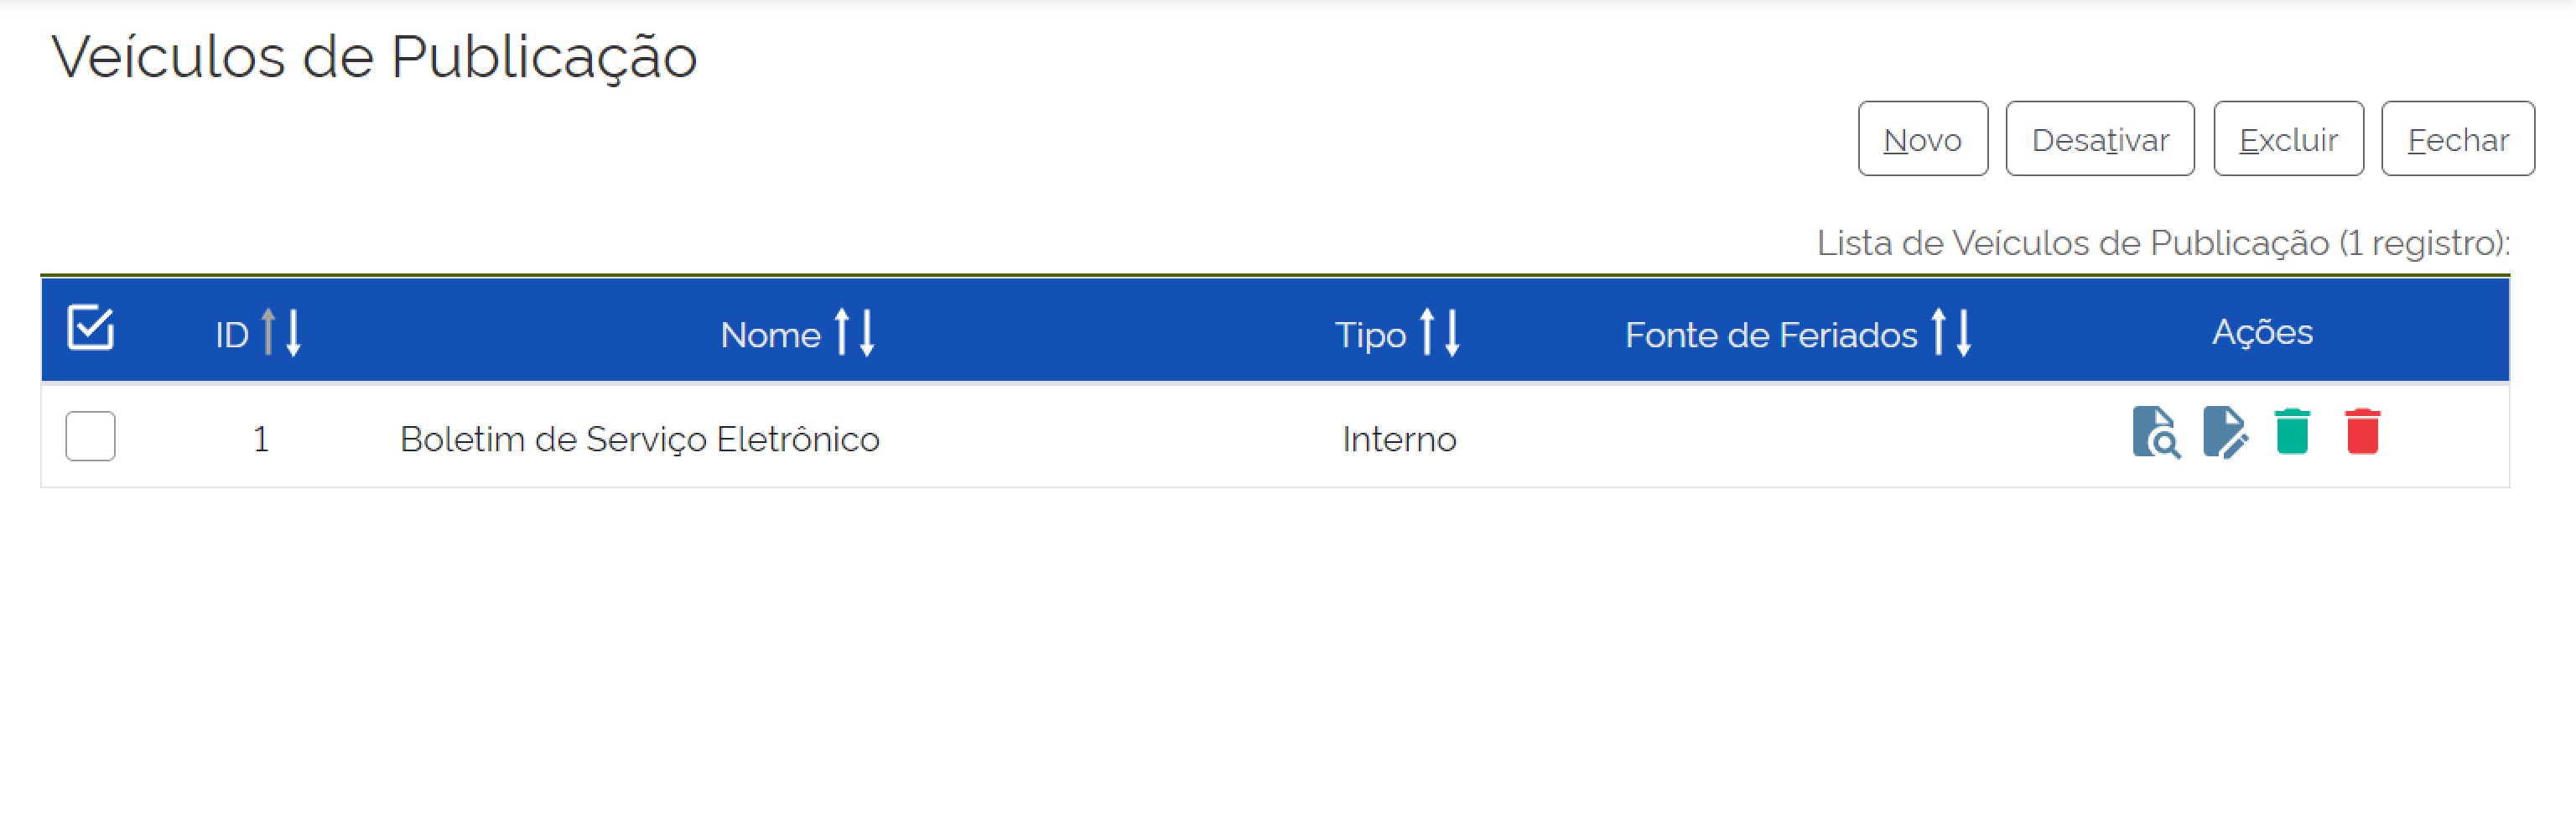 Veículos de Publicação
Novo Desativar Excluir Fechar
Lista de Veículos de Publicação (1 registro):
ID Nome Tipo Fonte de Feriados Ações
1 Boletim de Serviço Eletrônico Interno